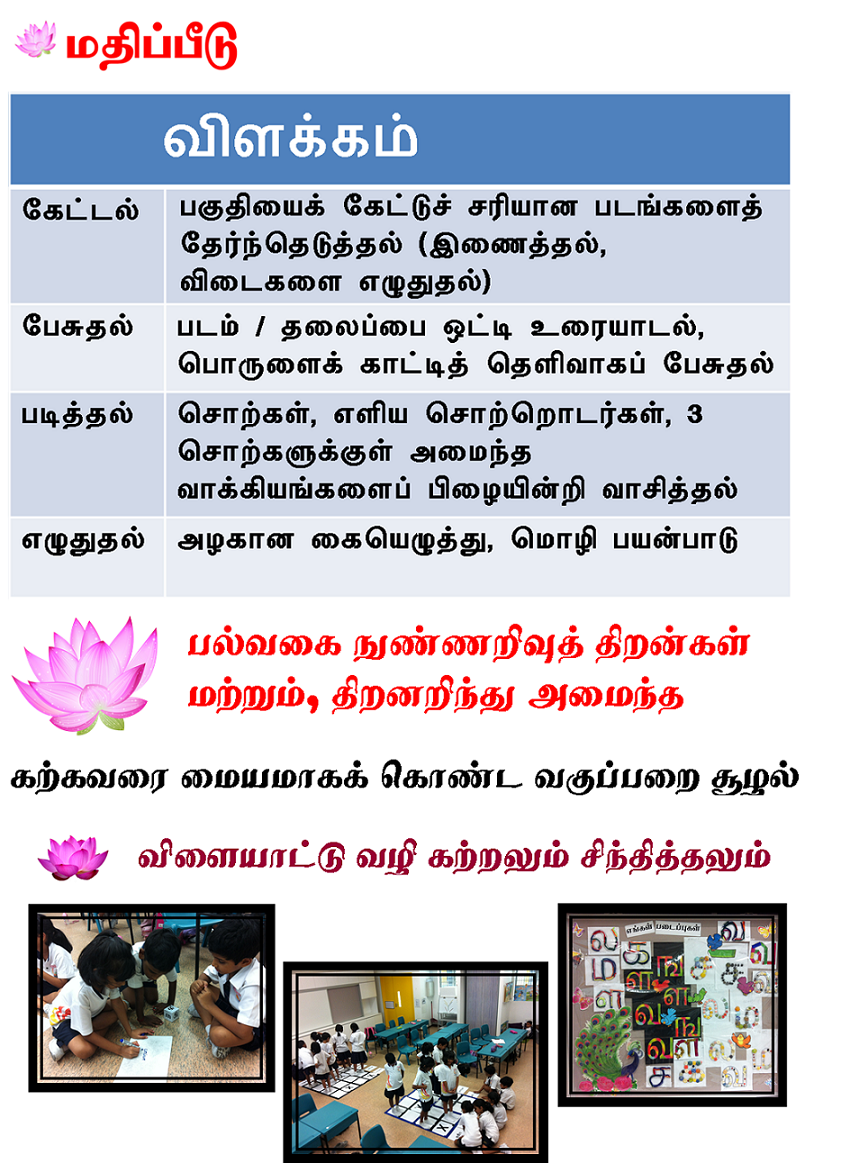 மதிப்பீடு
விளக்கம்
கேட்டல்
பகுதியைக் கேட்டுச் சரியான படங்களைத்
தேர்ந்தெடுத்தல் (இணைத்தல்,
விடைகளை எழுதுதல்)
பேசுதல்
படம் / தலைப்பை ஒட்டி உரையாடல்,
பொருளைக் காட்டித் தெளிவாகப் பேசுதல்
படித்தல்
சொற்கள், எளிய சொற்றொடர்கள், 3
சொற்களுக்குள் அமைந்த
வாக்கியங்களைப் பிழையின்றி வாசித்தல்
எழுதுதல்
அழகான கையெழுத்து, மொழி பயன்பாடு
பல்வகை நுண்ணறிவுத் திறன்கள்
மற்றும், திறனறிந்து அமைந்த
கற்கவரை மையமாகக் கொண்ட வகுப்பறை சூழல்
விளையாட்டு வழி கற்றலும் சிந்தித்தலும்
எங்கள் படைப்புகள்